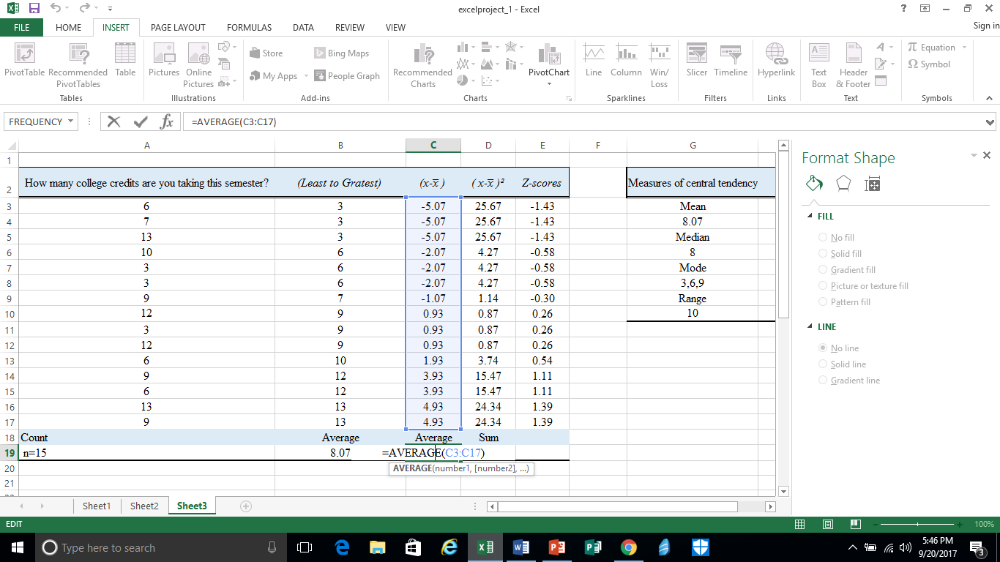 excelproject_1 - Excel
FILE HOME INSERT PAGE LAYOUT FORMULAS DATA REVIEW VIEW Sign in
PivotTable Recommended PivotTables Table Pictures Online Pictures Store My Apps Bing Maps People Graph Recommended Charts PivotChart Line Column Win/ Loss Slicer Timeline Hyperlink Text Box Header & Footer Equation Symbol
Tables Illustrations Add-ins Charts Sparklines Filters Links Text Symbols
FREQUENCY =AVERAGE(C3:C17)
A B C D E F G
1
2 How many college credits are you taking this semester? (Least to Gratest) (x-x̅ ) ( x-x̅ )² Z-scores Measures of central tendency
3 6 3 -5.07 25.67 -1.43 Mean
4 7 3 -5.07 25.67 -1.43 8.07
5 13 3 -5.07 25.67 -1.43 Median
6 10 6 -2.07 4.27 -0.58 8
7 3 6 -2.07 4.27 -0.58 Mode
8 3 6 -2.07 4.27 -0.58 3,6,9
9 9 7 -1.07 1.14 -0.30 Range
10 12 9 0.93 0.87 0.26 10
11 3 9 0.93 0.87 0.26
12 12 9 0.93 0.87 0.26
13 6 10 1.93 3.74 0.54
14 9 12 3.93 15.47 1.11
15 6 12 3.93 15.47 1.11
16 13 13 4.93 24.34 1.39
17 9 13 4.93 24.34 1.39
18 Count Average Average Sum
19 n=15 8.07 =AVERAGE(C3:C17)
20 AVERAGE(number1, [number2], ...)
21
Format Shape
FILL
No fill
Solid fill
Gradient fill
Picture or texture fill
Pattern fill
LINE
No line
Solid line
Gradient line
Sheet1 Sheet2 Sheet3
EDIT 100%
Type here to search
5:46 PM
9/20/2017
3